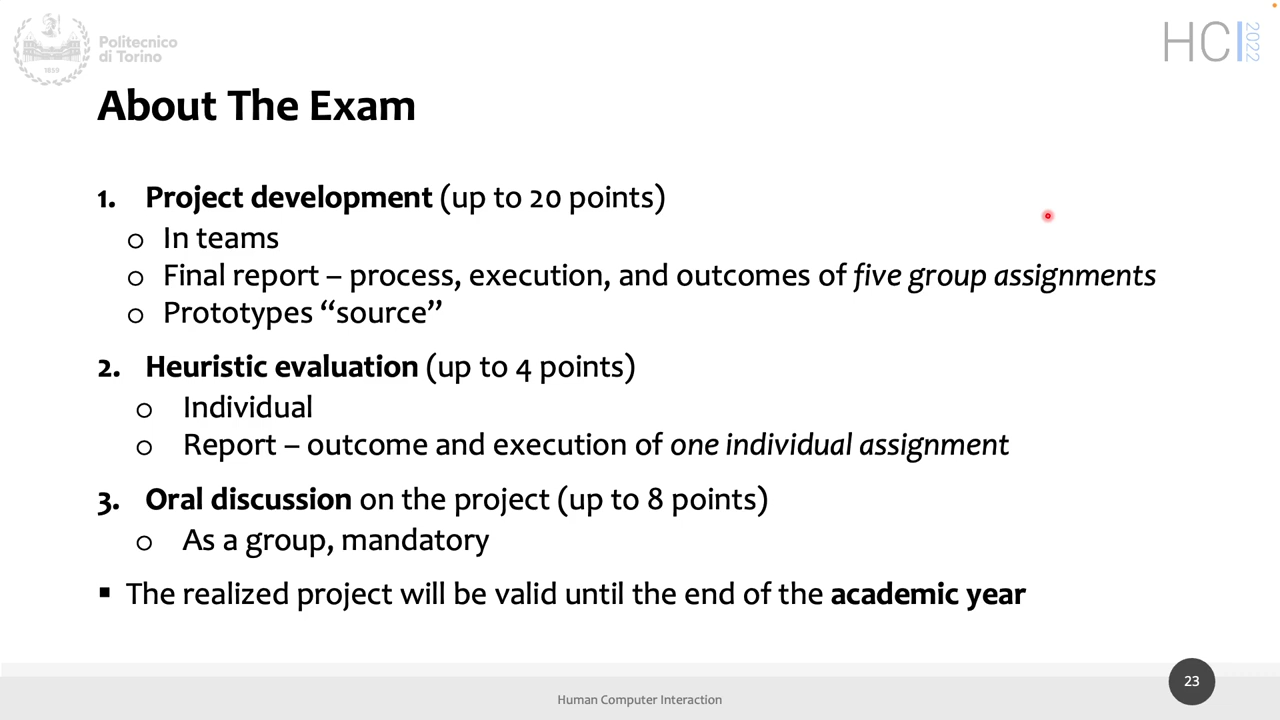 Politecnico
di Torino
1859
HCI 2022
About The Exam
1. Project development (up to 20 points)
o In teams
o Final report – process, execution, and outcomes of five group assignments
o Prototypes “source”
2. Heuristic evaluation (up to 4 points)
o Individual
o Report – outcome and execution of one individual assignment
3. Oral discussion on the project (up to 8 points)
o As a group, mandatory
▪ The realized project will be valid until the end of the academic year
Human Computer Interaction
23